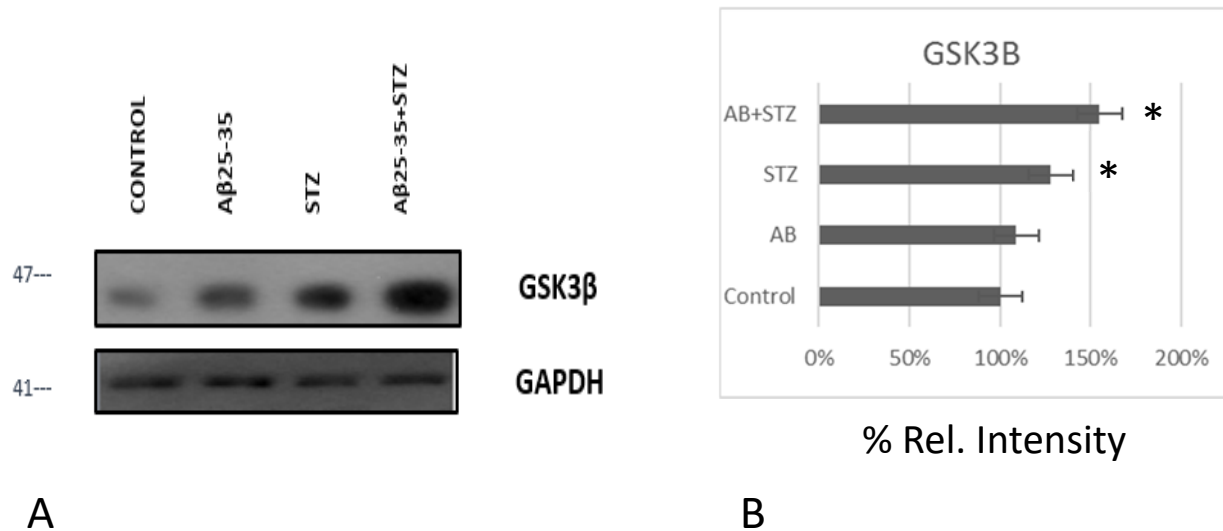 CONTROL
Aβ25-35
STZ
Aβ25-35+STZ
47---
GSK3β
41---
GAPDH
A
GSK3B
AB+STZ
*
STZ
*
AB
Control
0% 50% 100% 150% 200%
% Rel. Intensity
B